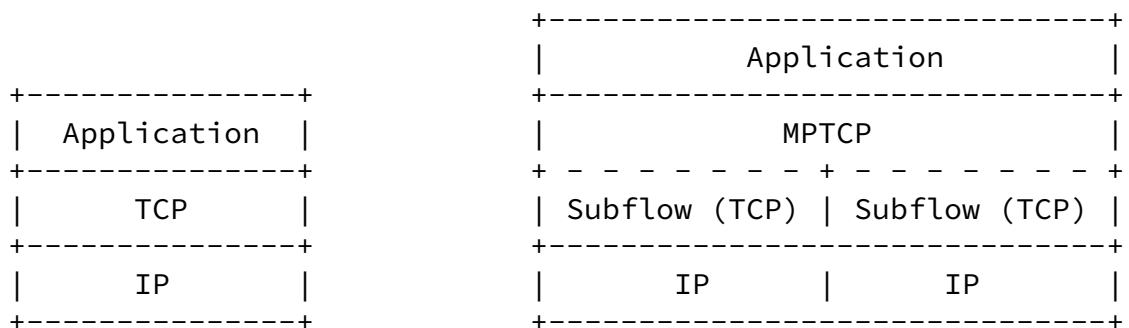 +-------------------------------+
                             |           Application         |
+---------------+            +-------------------------------+
|  Application  |            |             MPTCP             |
+---------------+            + - - - - - - - + - - - - - - - +
|      TCP      |            | Subflow (TCP) | Subflow (TCP) |
+---------------+            +-------------------------------+
|      IP       |            |       IP      |      IP       |
+---------------+            +-------------------------------+